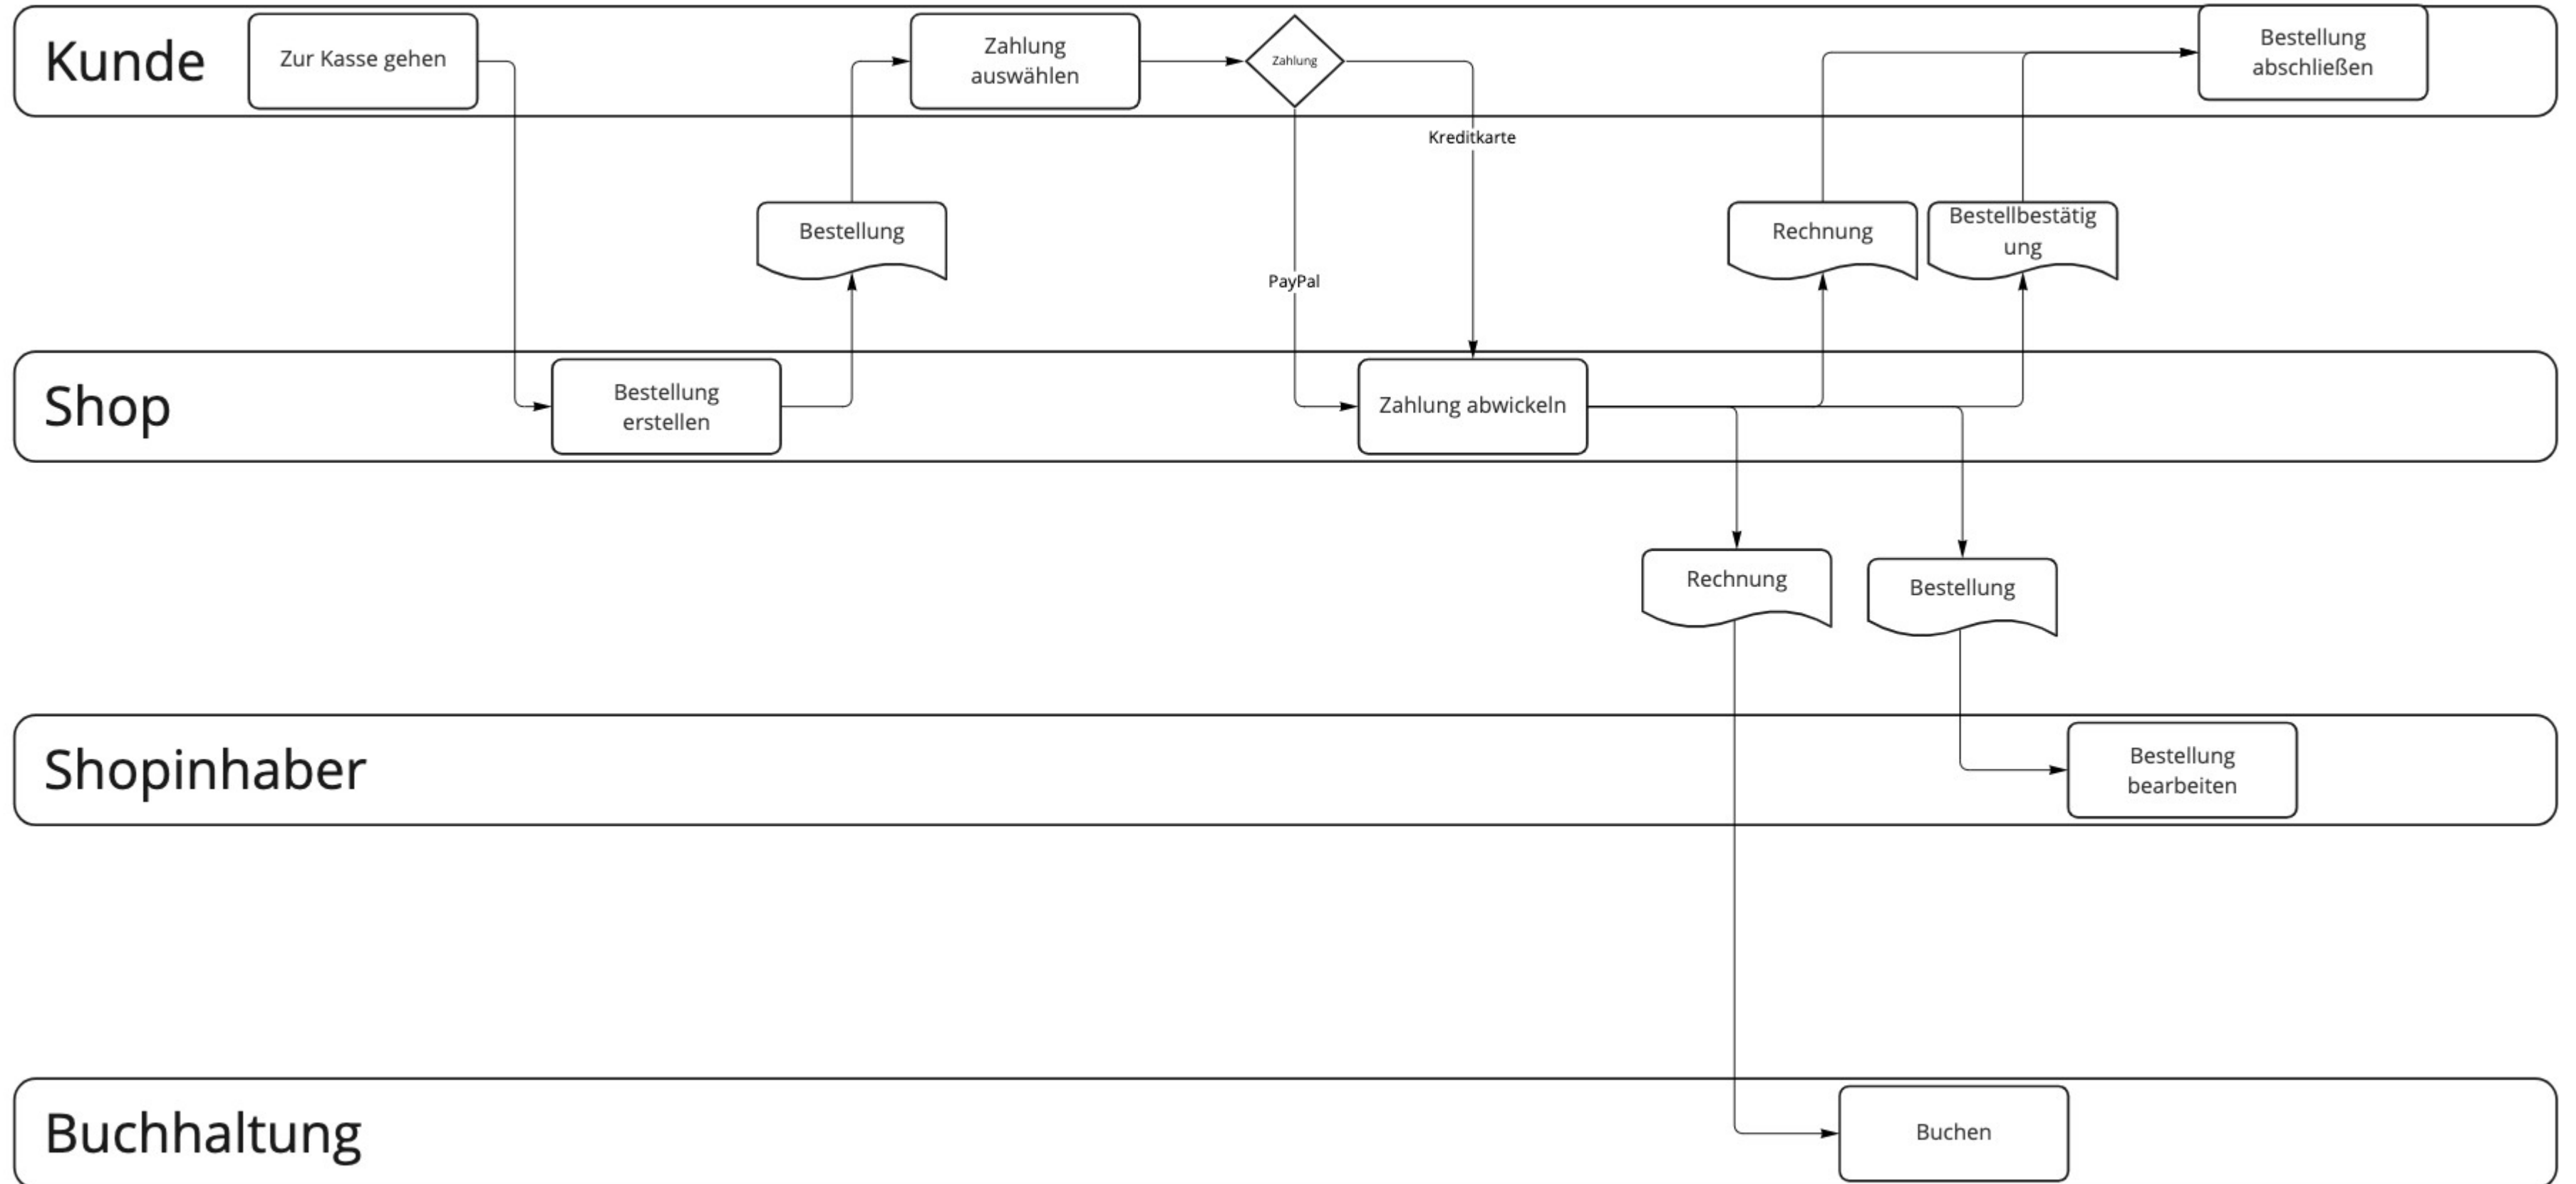 Kunde
Zur Kasse gehen
Zahlung
auswählen
Zahlung
Bestellung
abschließen
Kreditkarte
Bestellung
Rechnung
Bestellbestätig
ung
PayPal
Shop
Bestellung
erstellen
Zahlung abwickeln
Rechnung
Bestellung
Shopinhaber
Bestellung
bearbeiten
Buchhaltung
Buchen